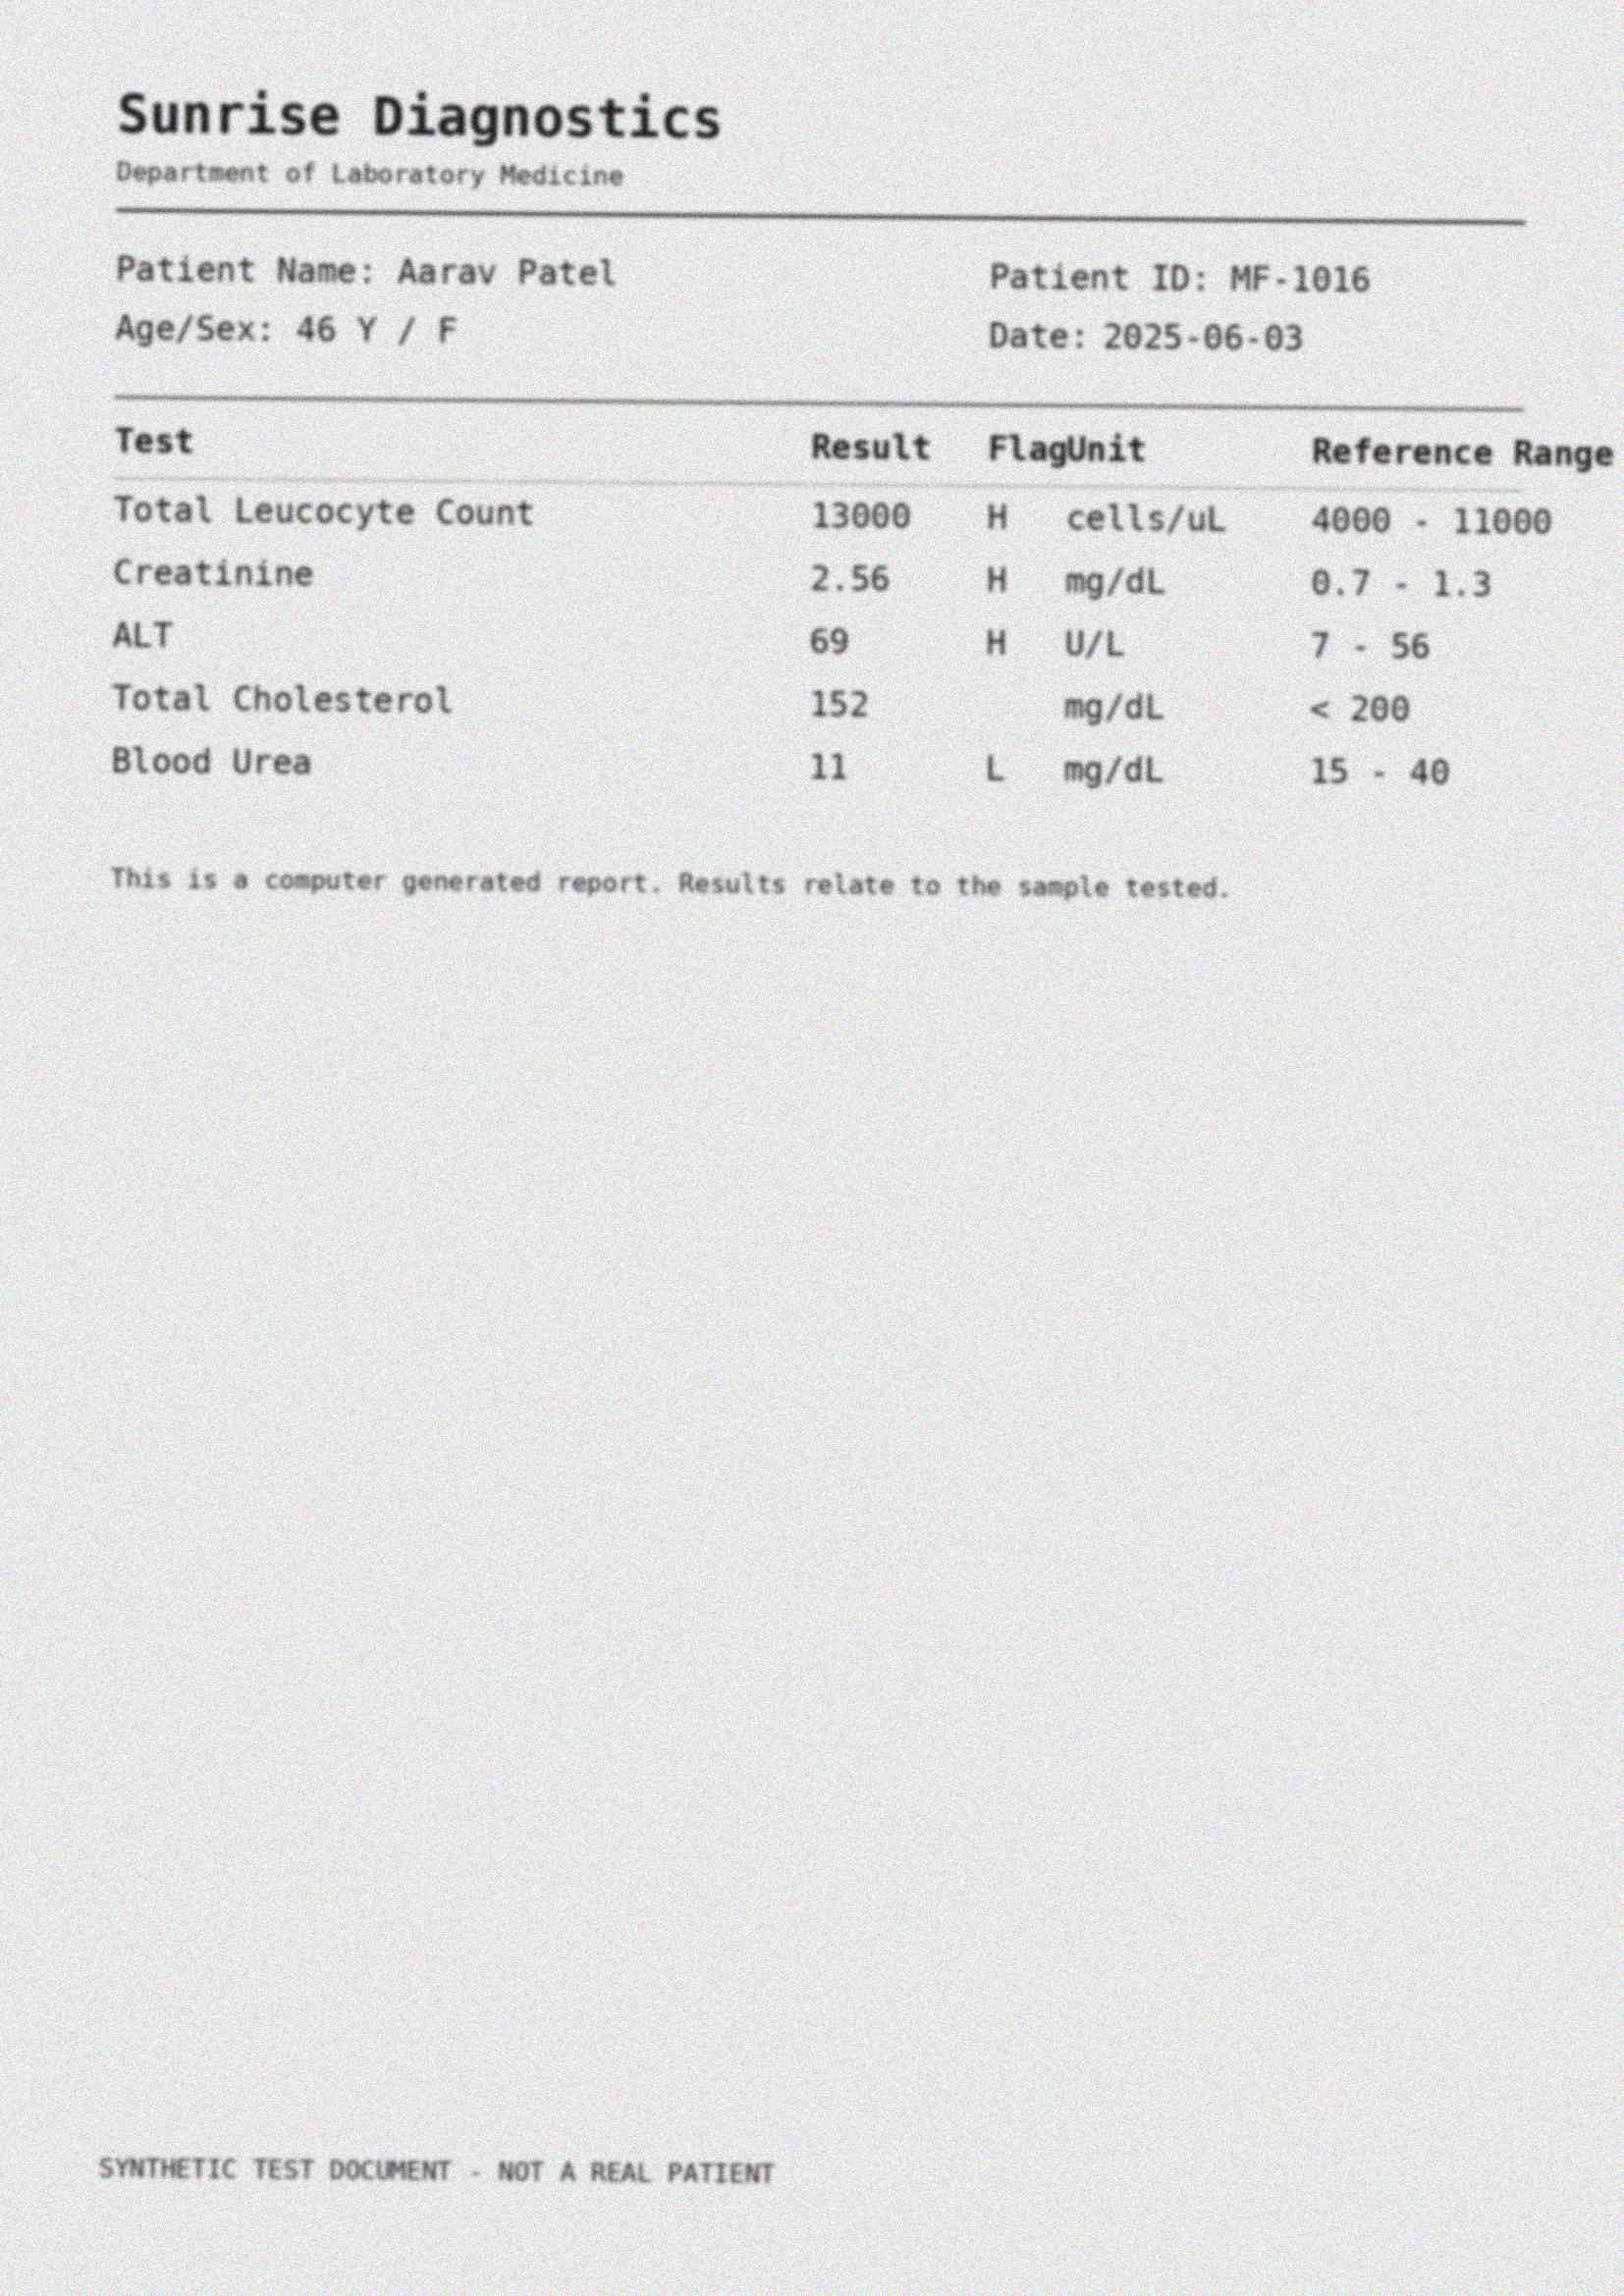 Sunrise Diagnostics
Department of Laboratory Medicine
Patient Name: Aarav Patel Patient ID: MF-1016
Age/Sex: 46 Y / F Date: 2025-06-03
Test Result Flag Unit Reference Range
Total Leucocyte Count 13000 H cells/uL 4000 - 11000
Creatinine 2.56 H mg/dL 0.7 - 1.3
ALT 69 H U/L 7 - 56
Total Cholesterol 152 mg/dL < 200
Blood Urea 11 L mg/dL 15 - 40
This is a computer generated report. Results relate to the sample tested.
SYNTHETIC TEST DOCUMENT - NOT A REAL PATIENT